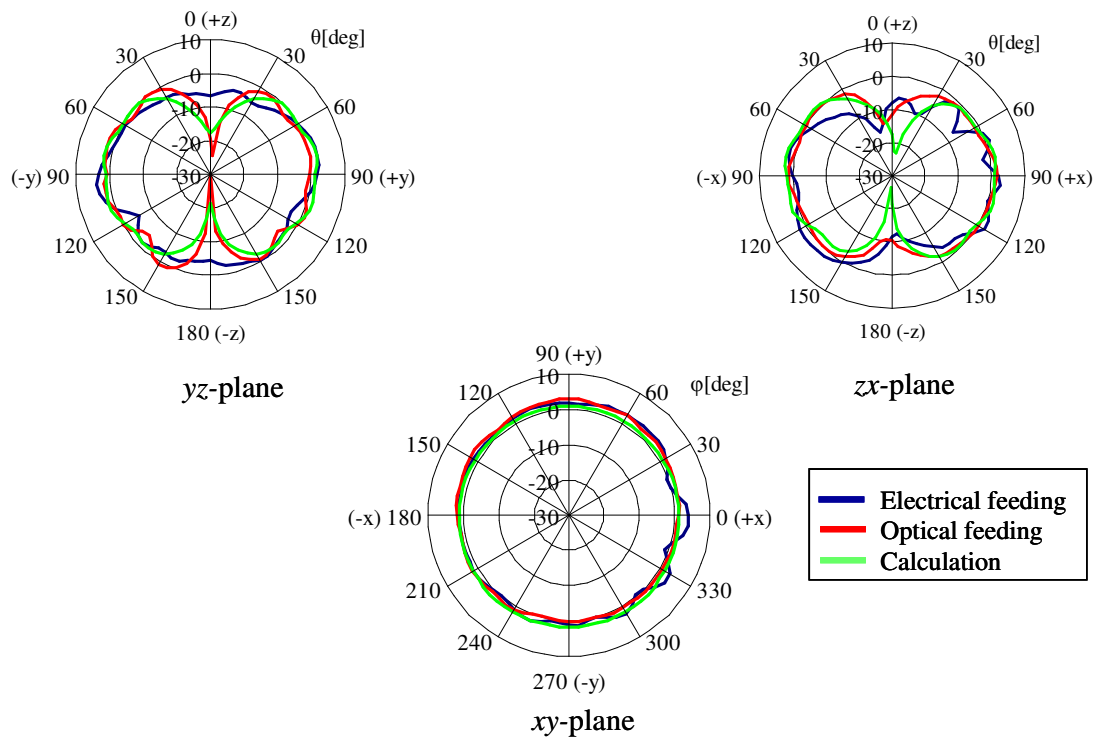 0 (+z)
10
θ[deg]
30
30
0
60
60
-10
-20
(-y) 90
-30
90 (+y)
120
120
150
150
180 (-z)
yz-plane
0 (+z)
10
θ[deg]
30
30
0
60
60
-10
-20
(-x) 90
-30
90 (+x)
120
120
150
150
180 (-z)
zx-plane
90 (+y)
10
φ[deg]
120
60
0
150
30
-10
-20
(-x) 180
-30
0 (+x)
210
330
240
300
270 (-y)
xy-plane
Electrical feeding
Optical feeding
Calculation